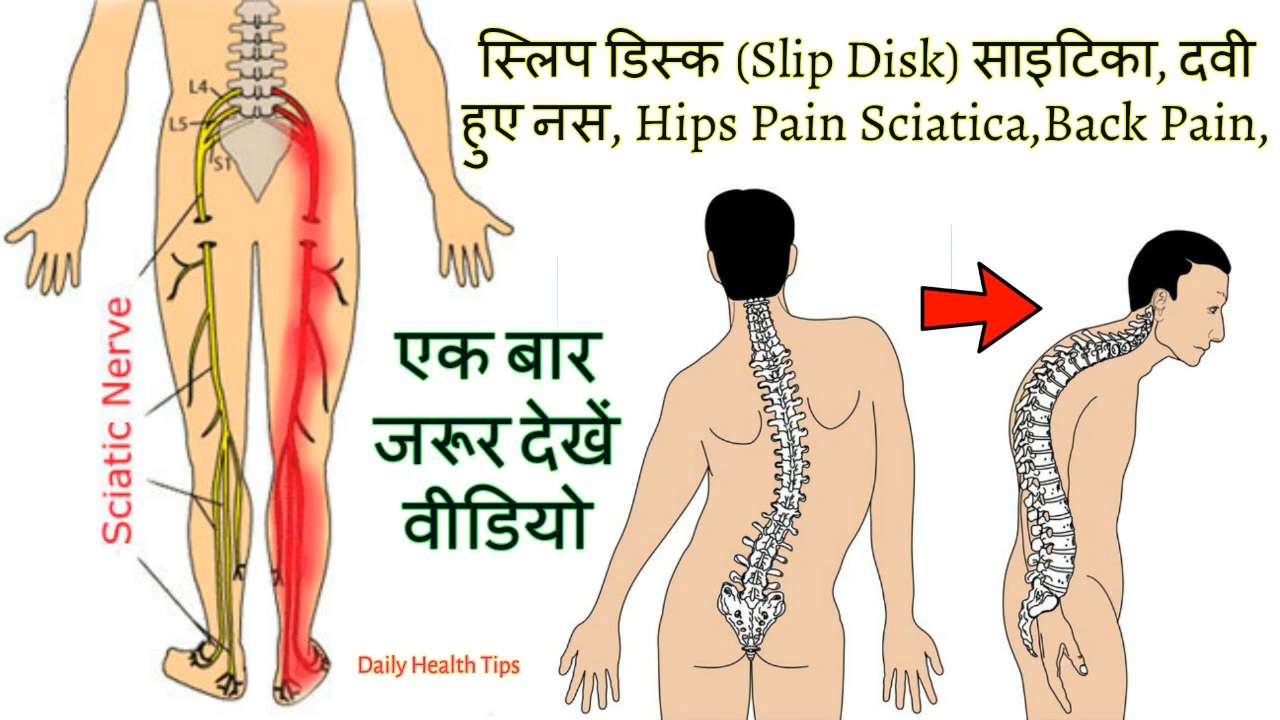 स्लिप डिस्क (Slip Disk) साइटिका, दवी
हुए नस, Hips Pain Sciatica,Back Pain,
L4
L5
S1
Sciatic Nerve
एक बार
जरूर देखें
वीडियो
Daily Health Tips